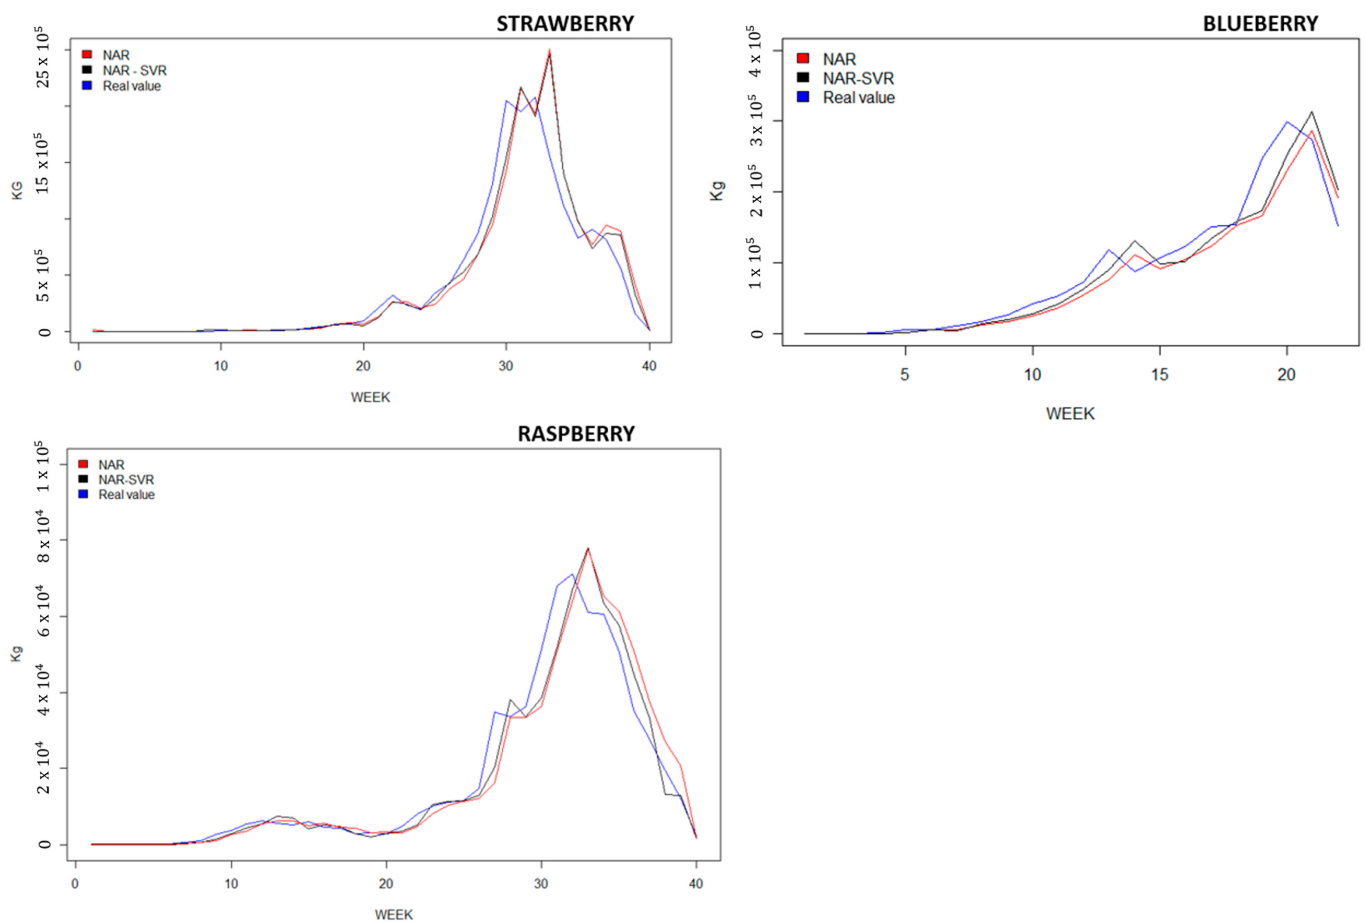 STRAWBERRY
NAR
NAR - SVR
Real value
25 x 10⁵
15 x10⁵
5 x 10⁵
0
KG
0 10 20 30 40
WEEK
BLUEBERRY
NAR
NAR-SVR
Real value
4 x 10⁵
3 x 10⁵
2 x 10⁵
1 x 10⁵
0
Kg
5 10 15 20
WEEK
RASPBERRY
NAR
NAR-SVR
Real value
1 x 10⁵
8 x 10⁴
6 x 10⁴
4 x 10⁴
2 x 10⁴
0
Kg
0 10 20 30 40
WEEK